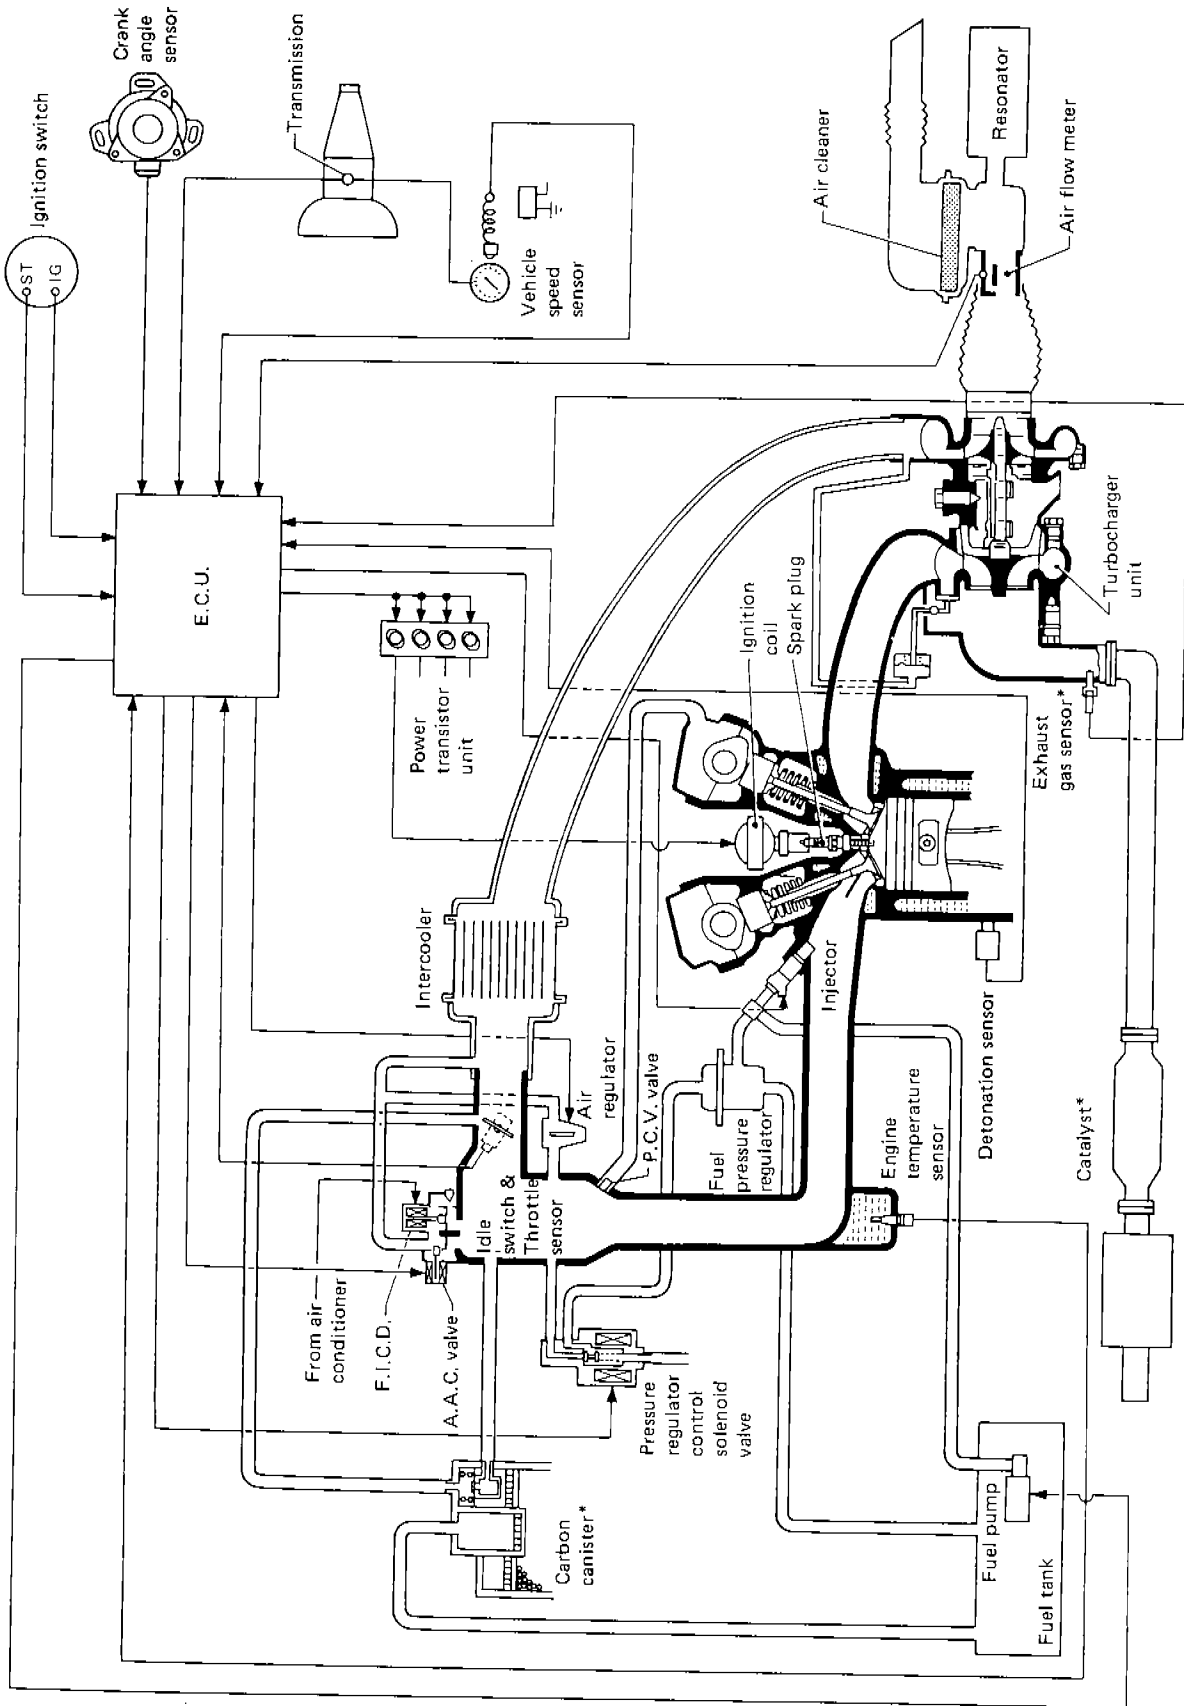 Crank
angle
sensor
Ignition switch
ST
IG
Transmission
Vehicle
speed
sensor
E.C.U.
Power
transistor
unit
Resonator
Air cleaner
Air flow meter
Turbocharger
unit
Ignition
coil
Spark plug
Exhaust
gas sensor*
Intercooler
Injector
Detonation sensor
Air
regulator
P.C.V. valve
Fuel
pressure
regulator
Engine
temperature
sensor
Catalyst*
Idle
switch &
Throttle
sensor
From air
conditioner
F.I.C.D.
A.A.C. valve
Pressure
regulator
control
solenoid
valve
Carbon
canister*
Fuel pump
Fuel tank